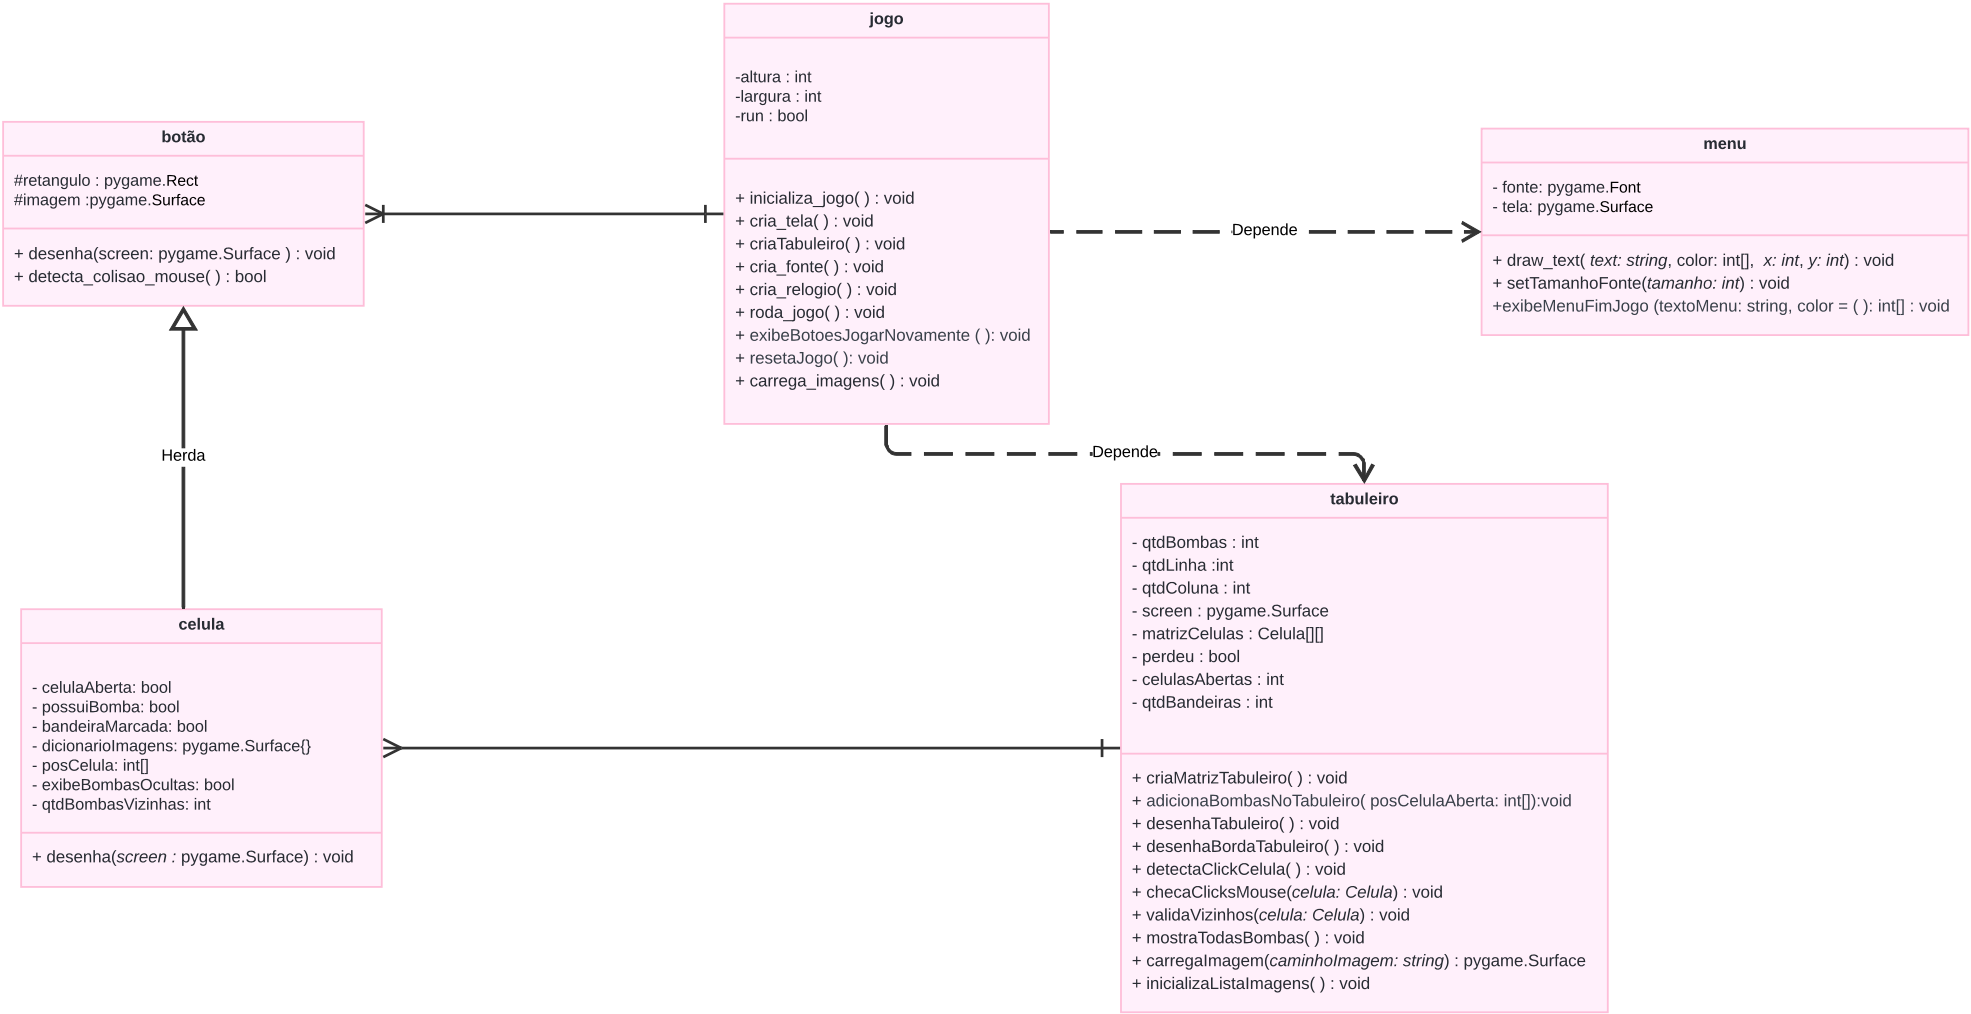 jogo
-altura : int
-largura : int
-run : bool
+ inicializa_jogo( ) : void
+ cria_tela( ) : void
+ criaTabuleiro( ) : void
+ cria_fonte( ) : void
+ cria_relogio( ) : void
+ roda_jogo( ) : void
+ exibeBotoesJogarNovamente ( ): void
+ resetaJogo( ): void
+ carrega_imagens( ) : void
botão
#retangulo : pygame.Rect
#imagem :pygame.Surface
+ desenha(screen: pygame.Surface ) : void
+ detecta_colisao_mouse( ) : bool
menu
- fonte: pygame.Font
- tela: pygame.Surface
+ draw_text( text: string, color: int[],  x: int, y: int) : void
+ setTamanhoFonte(tamanho: int) : void
+exibeMenuFimJogo (textoMenu: string, color = ( ): int[] : void
Depende
Depende
Herda
tabuleiro
- qtdBombas : int
- qtdLinha :int
- qtdColuna : int
- screen : pygame.Surface
- matrizCelulas : Celula[][]
- perdeu : bool
- celulasAbertas : int
- qtdBandeiras : int
+ criaMatrizTabuleiro( ) : void
+ adicionaBombasNoTabuleiro( posCelulaAberta: int[]):void
+ desenhaTabuleiro( ) : void
+ desenhaBordaTabuleiro( ) : void
+ detectaClickCelula( ) : void
+ checaClicksMouse(celula: Celula) : void
+ validaVizinhos(celula: Celula) : void
+ mostraTodasBombas( ) : void
+ carregaImagem(caminhoImagem: string) : pygame.Surface
+ inicializaListaImagens( ) : void
celula
- celulaAberta: bool
- possuiBomba: bool
- bandeiraMarcada: bool
- dicionarioImagens: pygame.Surface{}
- posCelula: int[]
- exibeBombasOcultas: bool
- qtdBombasVizinhas: int
+ desenha(screen : pygame.Surface) : void